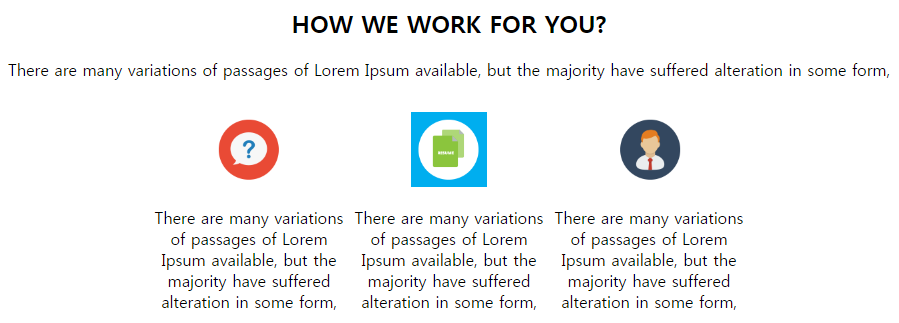 HOW WE WORK FOR YOU?
There are many variations of passages of Lorem Ipsum available, but the majority have suffered alteration in some form,
?
There are many variations
of passages of Lorem
Ipsum available, but the
majority have suffered
alteration in some form,
There are many variations
of passages of Lorem
Ipsum available, but the
majority have suffered
alteration in some form,
There are many variations
of passages of Lorem
Ipsum available, but the
majority have suffered
alteration in some form,